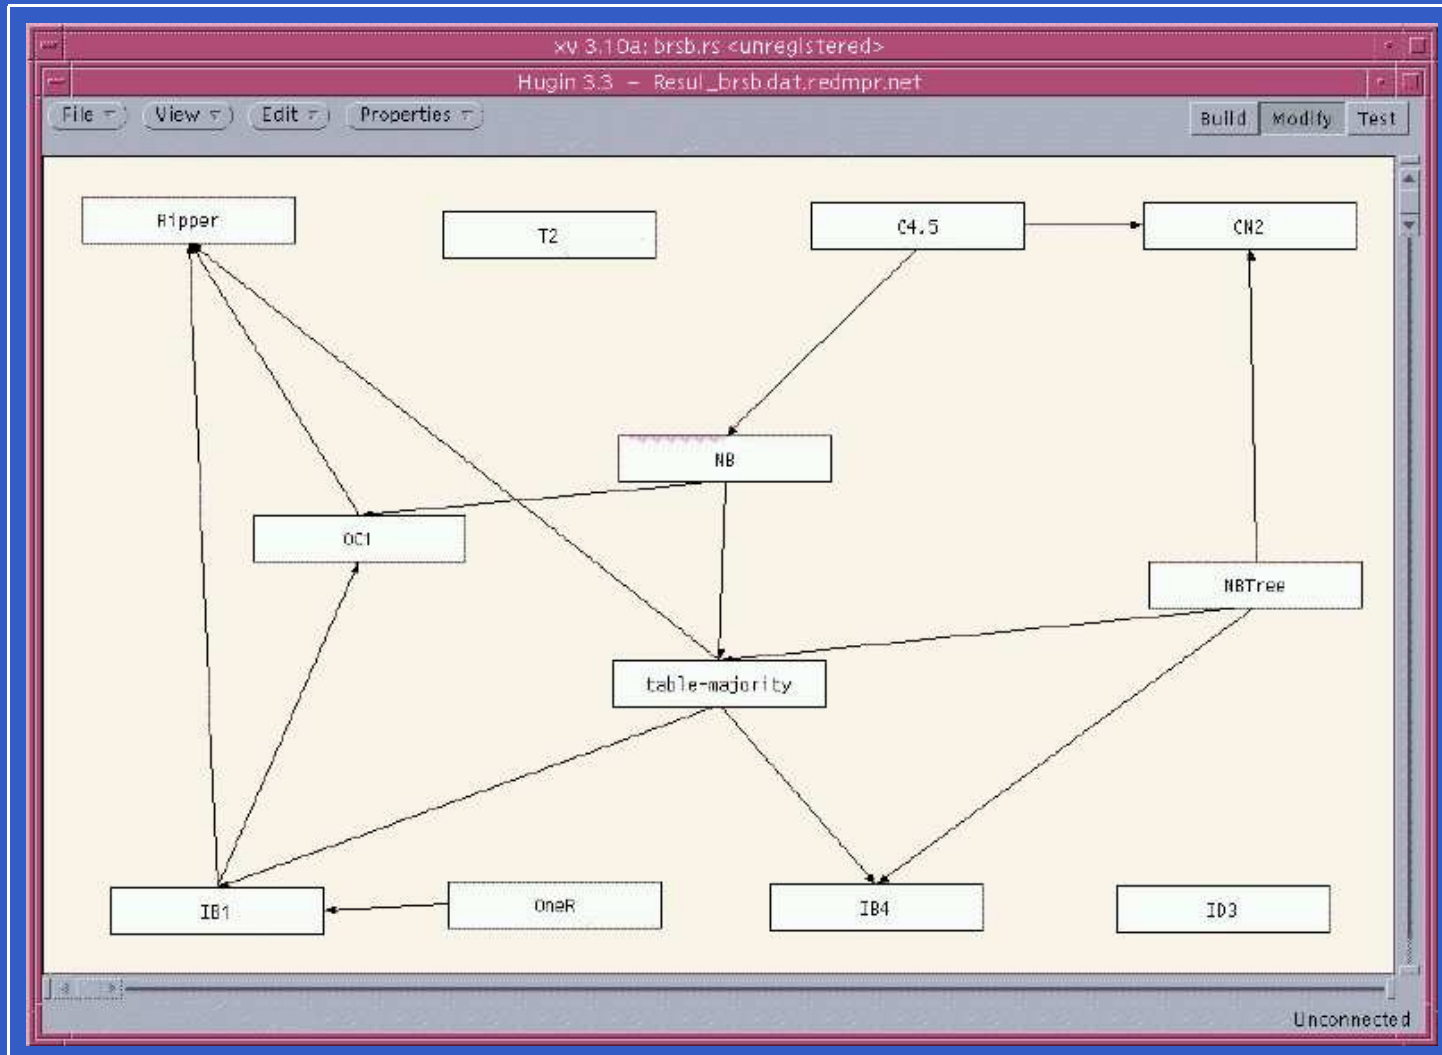 xv 3.10a: brsb.rs <unregistered>
Hugin 3.3 – Resul_brsb.dat.redmpr.net
File View Edit Properties Build Modify Test
Ripper
T2
C4.5
CN2
NB
OC1
NBTree
table-majority
IB1
OneR
IB4
ID3
Unconnected